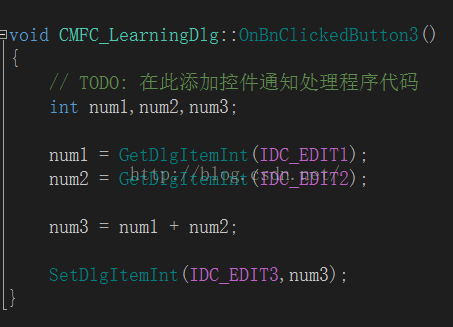 void CMFC_LearningDlg::OnBnClickedButton3()
{
// TODO: 在此添加控件通知处理程序代码
int num1,num2,num3;
num1 = GetDlgItemInt(IDC_EDIT1);
http://blog.csdn.net/
num2 = GetDlgItemInt(IDC_EDIT2);
num3 = num1 + num2;
SetDlgItemInt(IDC_EDIT3,num3);
}